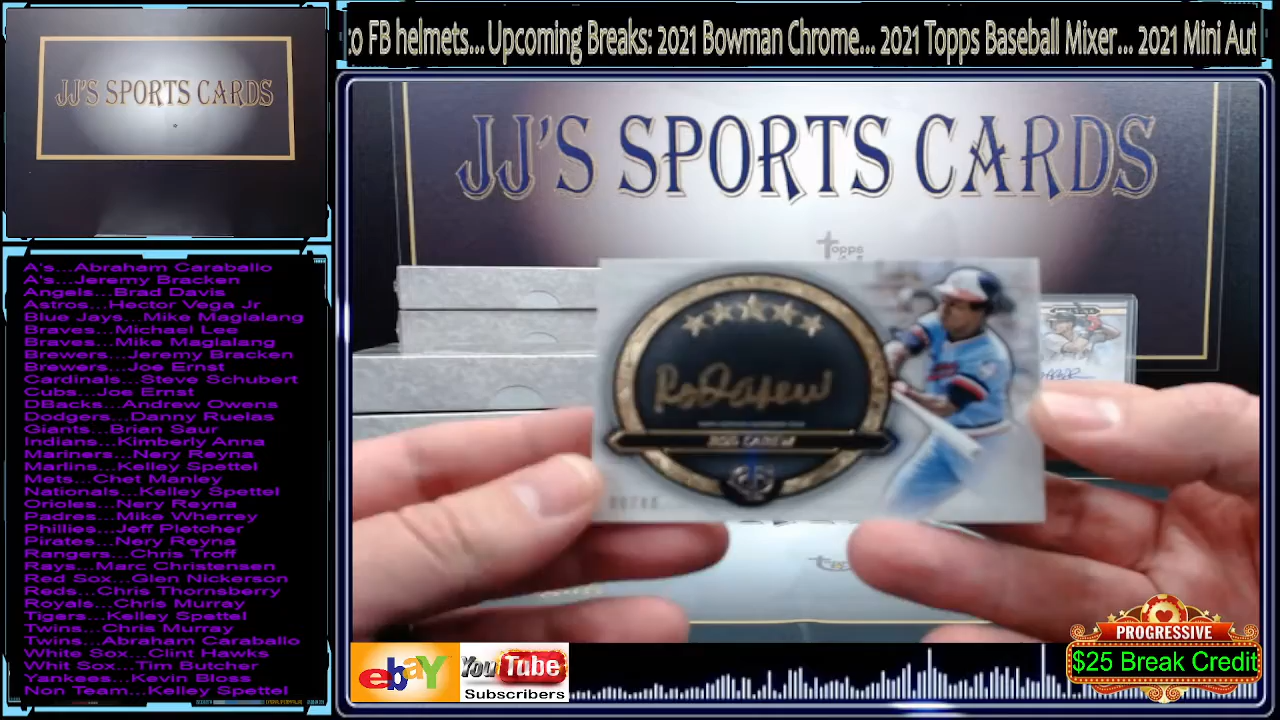 JJ'S SPORTS CARDS
o FB helmets... Upcoming Breaks: 2021 Bowman Chrome... 2021 Topps Baseball Mixer... 2021 Mini Aut
JJ'S SPORTS CARDS
topps
Rod Carew
ROD CAREW
A's...Abraham Caraballo
A's...Jeremy Bracken
Angels...Brad Davis
Astros...Hector Vega Jr
Blue Jays...Mike Maglalang
Braves...Michael Lee
Braves...Mike Maglalang
Brewers...Jeremy Bracken
Brewers...Joe Ernst
Cardinals...Steve Schubert
Cubs...Joe Ernst
DBacks...Andrew Owens
Dodgers...Danny Ruelas
Giants...Brian Saur
Indians...Kimberly Anna
Mariners...Nery Reyna
Marlins...Kelley Spettel
Mets...Chet Manley
Nationals...Kelley Spettel
Orioles...Nery Reyna
Padres...Mike Wherrey
Phillies...Jeff Pletcher
Pirates...Nery Reyna
Rangers...Chris Troff
Rays...Marc Christensen
Red Sox...Glen Nickerson
Reds...Chris Thornsberry
Royals...Chris Murray
Tigers...Kelley Spettel
Twins...Chris Murray
Twins...Abraham Caraballo
White Sox...Clint Hawks
Whit Sox...Tim Butcher
Yankees...Kevin Bloss
Non Team...Kelley Spettel
ebaY
YouTube
Subscribers
PROGRESSIVE
$25 Break Credit